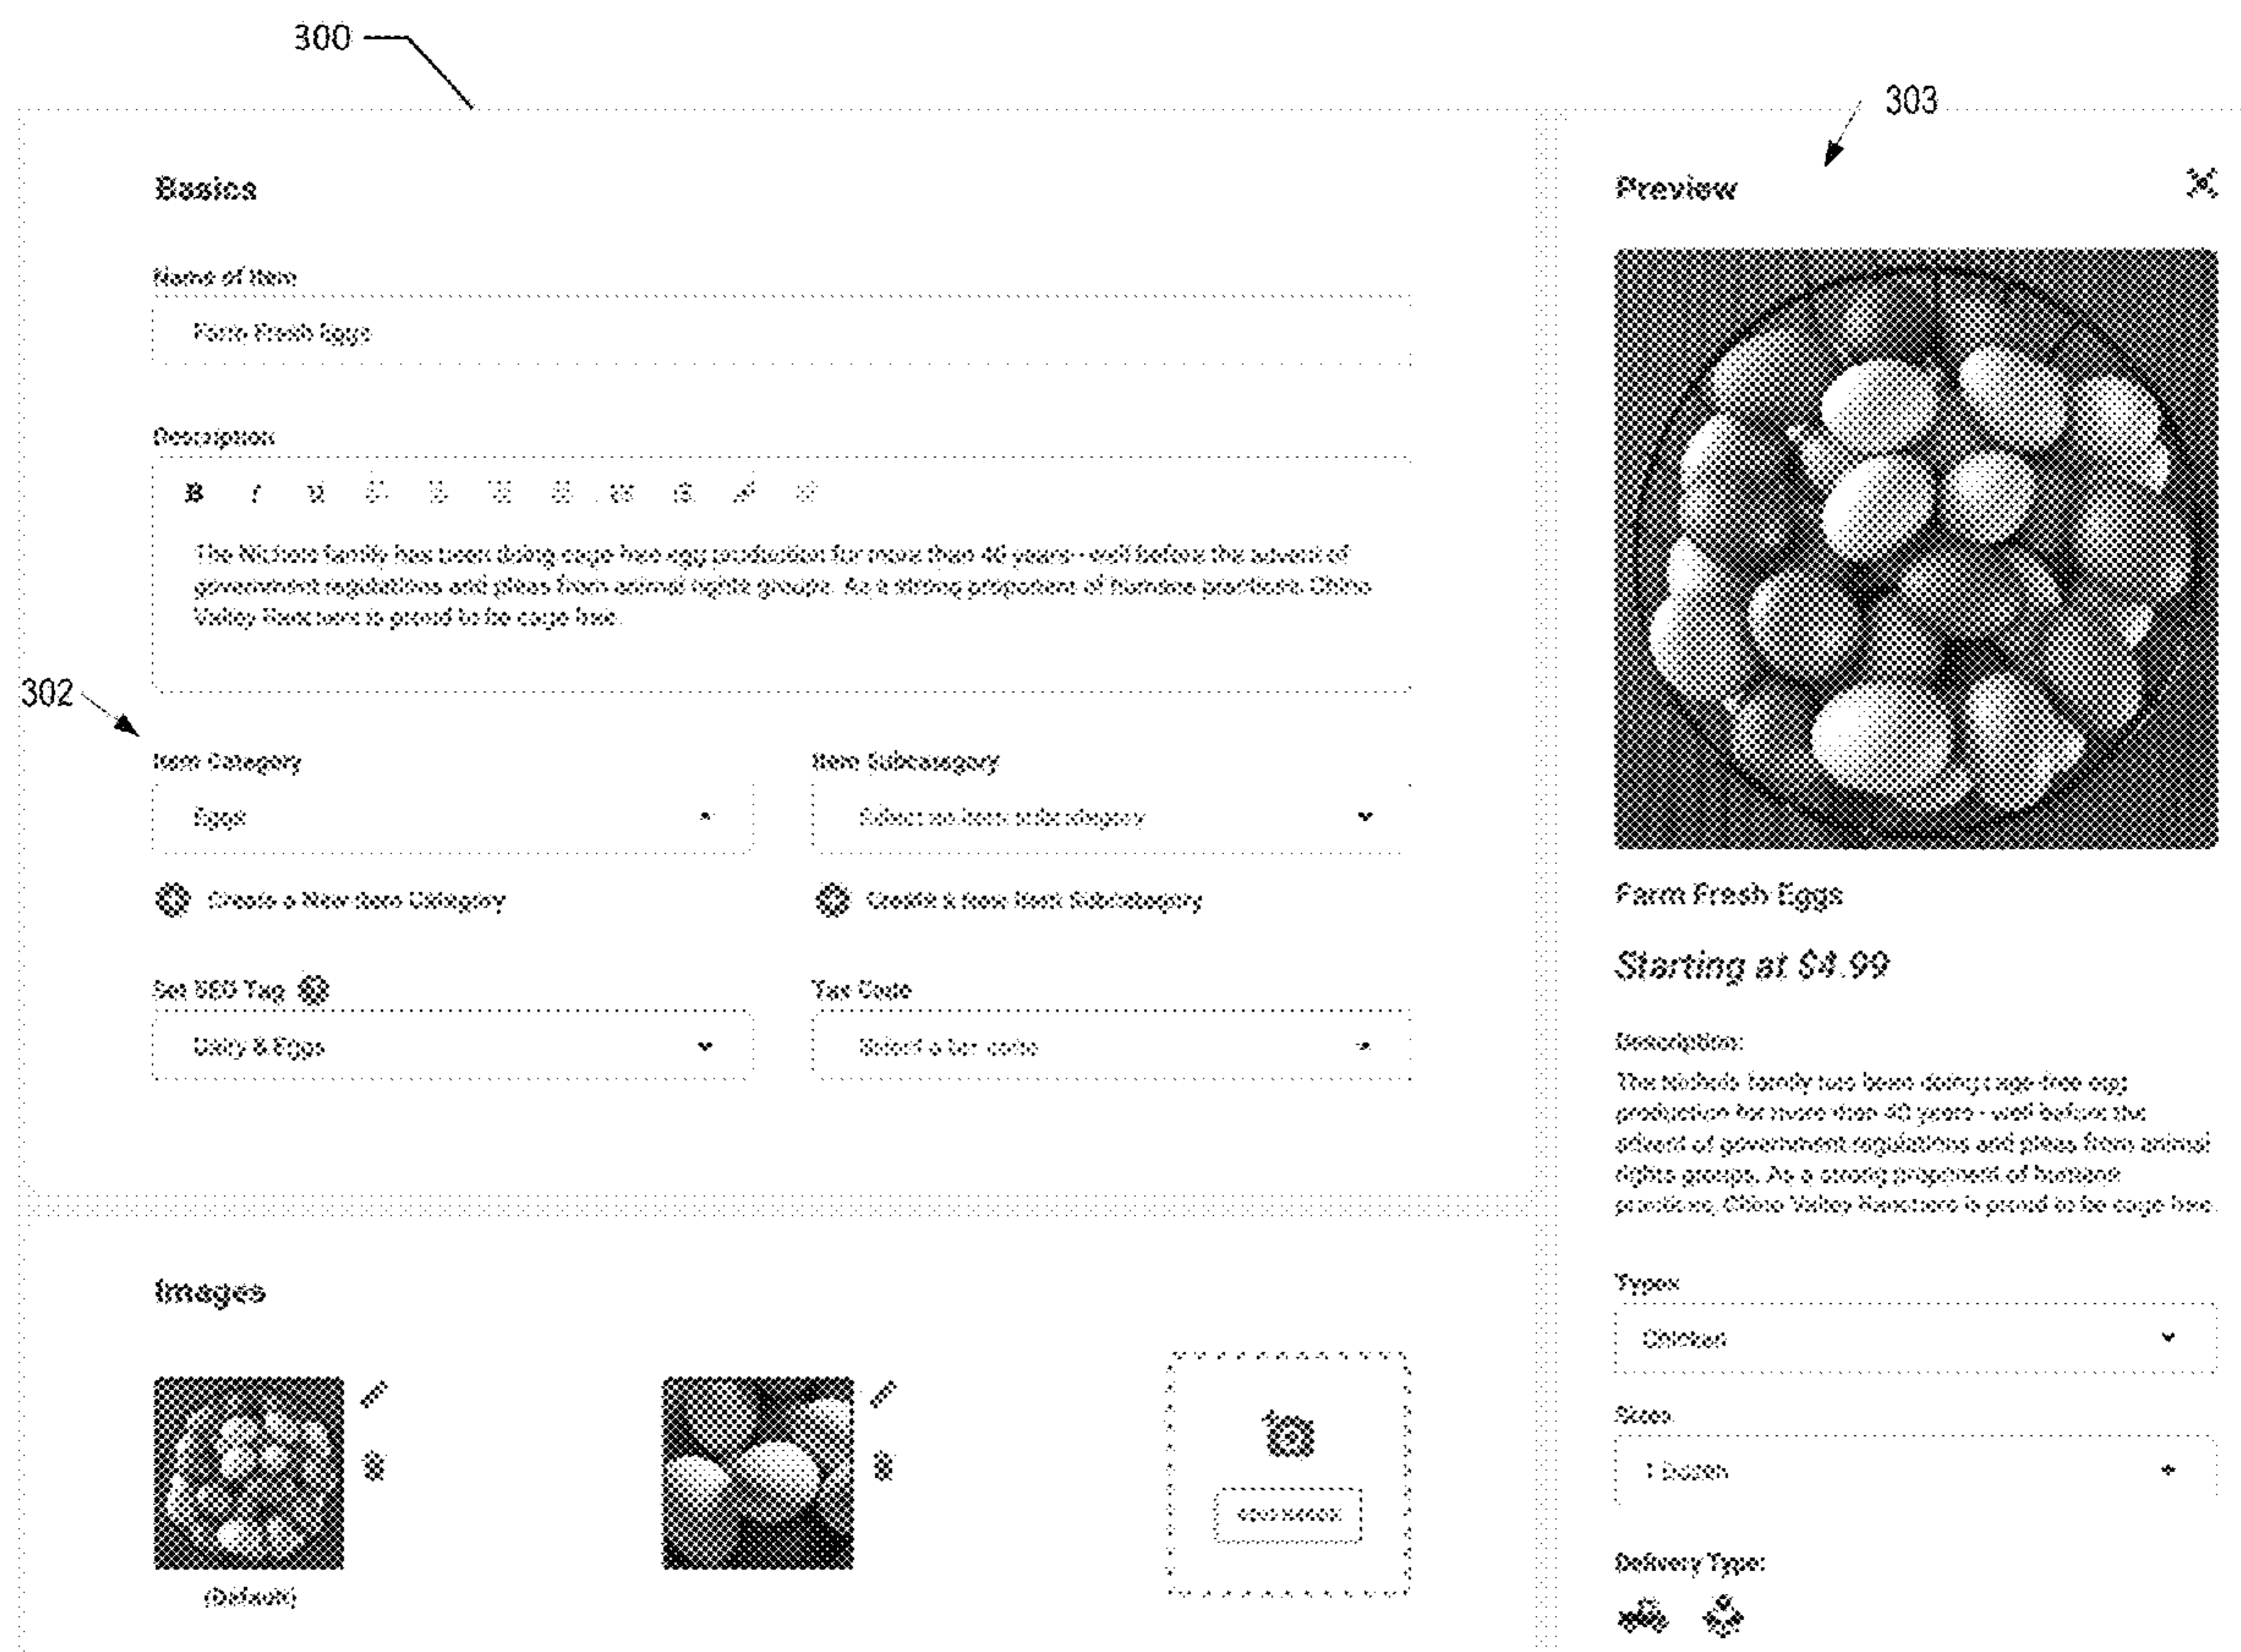 300
303
Basics
Name of Item
Farm Fresh Eggs
Description
B I U
The Nichols family has been doing cage-free egg production for more than 40 years - well before the advent of
government regulations and pleas from animal rights groups. As a strong proponent of humane practices, Chino
Valley Ranchers is proud to be cage free.
302
Item Category
Item Subcategory
Eggs
Select an item subcategory
Create a New Item Category
Create a New Item Subcategory
Set SEO Tag
Tax Code
Dairy & Eggs
Select a tax code
Images
(Default)
Preview
Farm Fresh Eggs
Starting at $4.99
Description:
The Nichols family has been doing cage-free egg
production for more than 40 years - well before the
advent of government regulations and pleas from animal
rights groups. As a strong proponent of humane
practices, Chino Valley Ranchers is proud to be cage free.
Types
Chicken
Sizes
1 Dozen
Delivery Type: